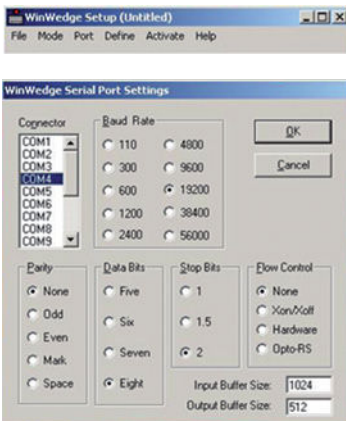 WinWedge Setup (Untitled)
File Mode Port Define Activate Help
WinWedge Serial Port Settings
Connector
COM1
COM2
COM3
COM4
COM5
COM6
COM7
COM8
COM9
Baud Rate
110 4800
300 9600
600 19200
1200 38400
2400 56000
OK
Cancel
Parity
None
Odd
Even
Mark
Space
Data Bits
Five
Six
Seven
Eight
Stop Bits
1
1.5
2
Flow Control
None
Xon/Xoff
Hardware
Opto-RS
Input Buffer Size: 1024
Output Buffer Size: 512